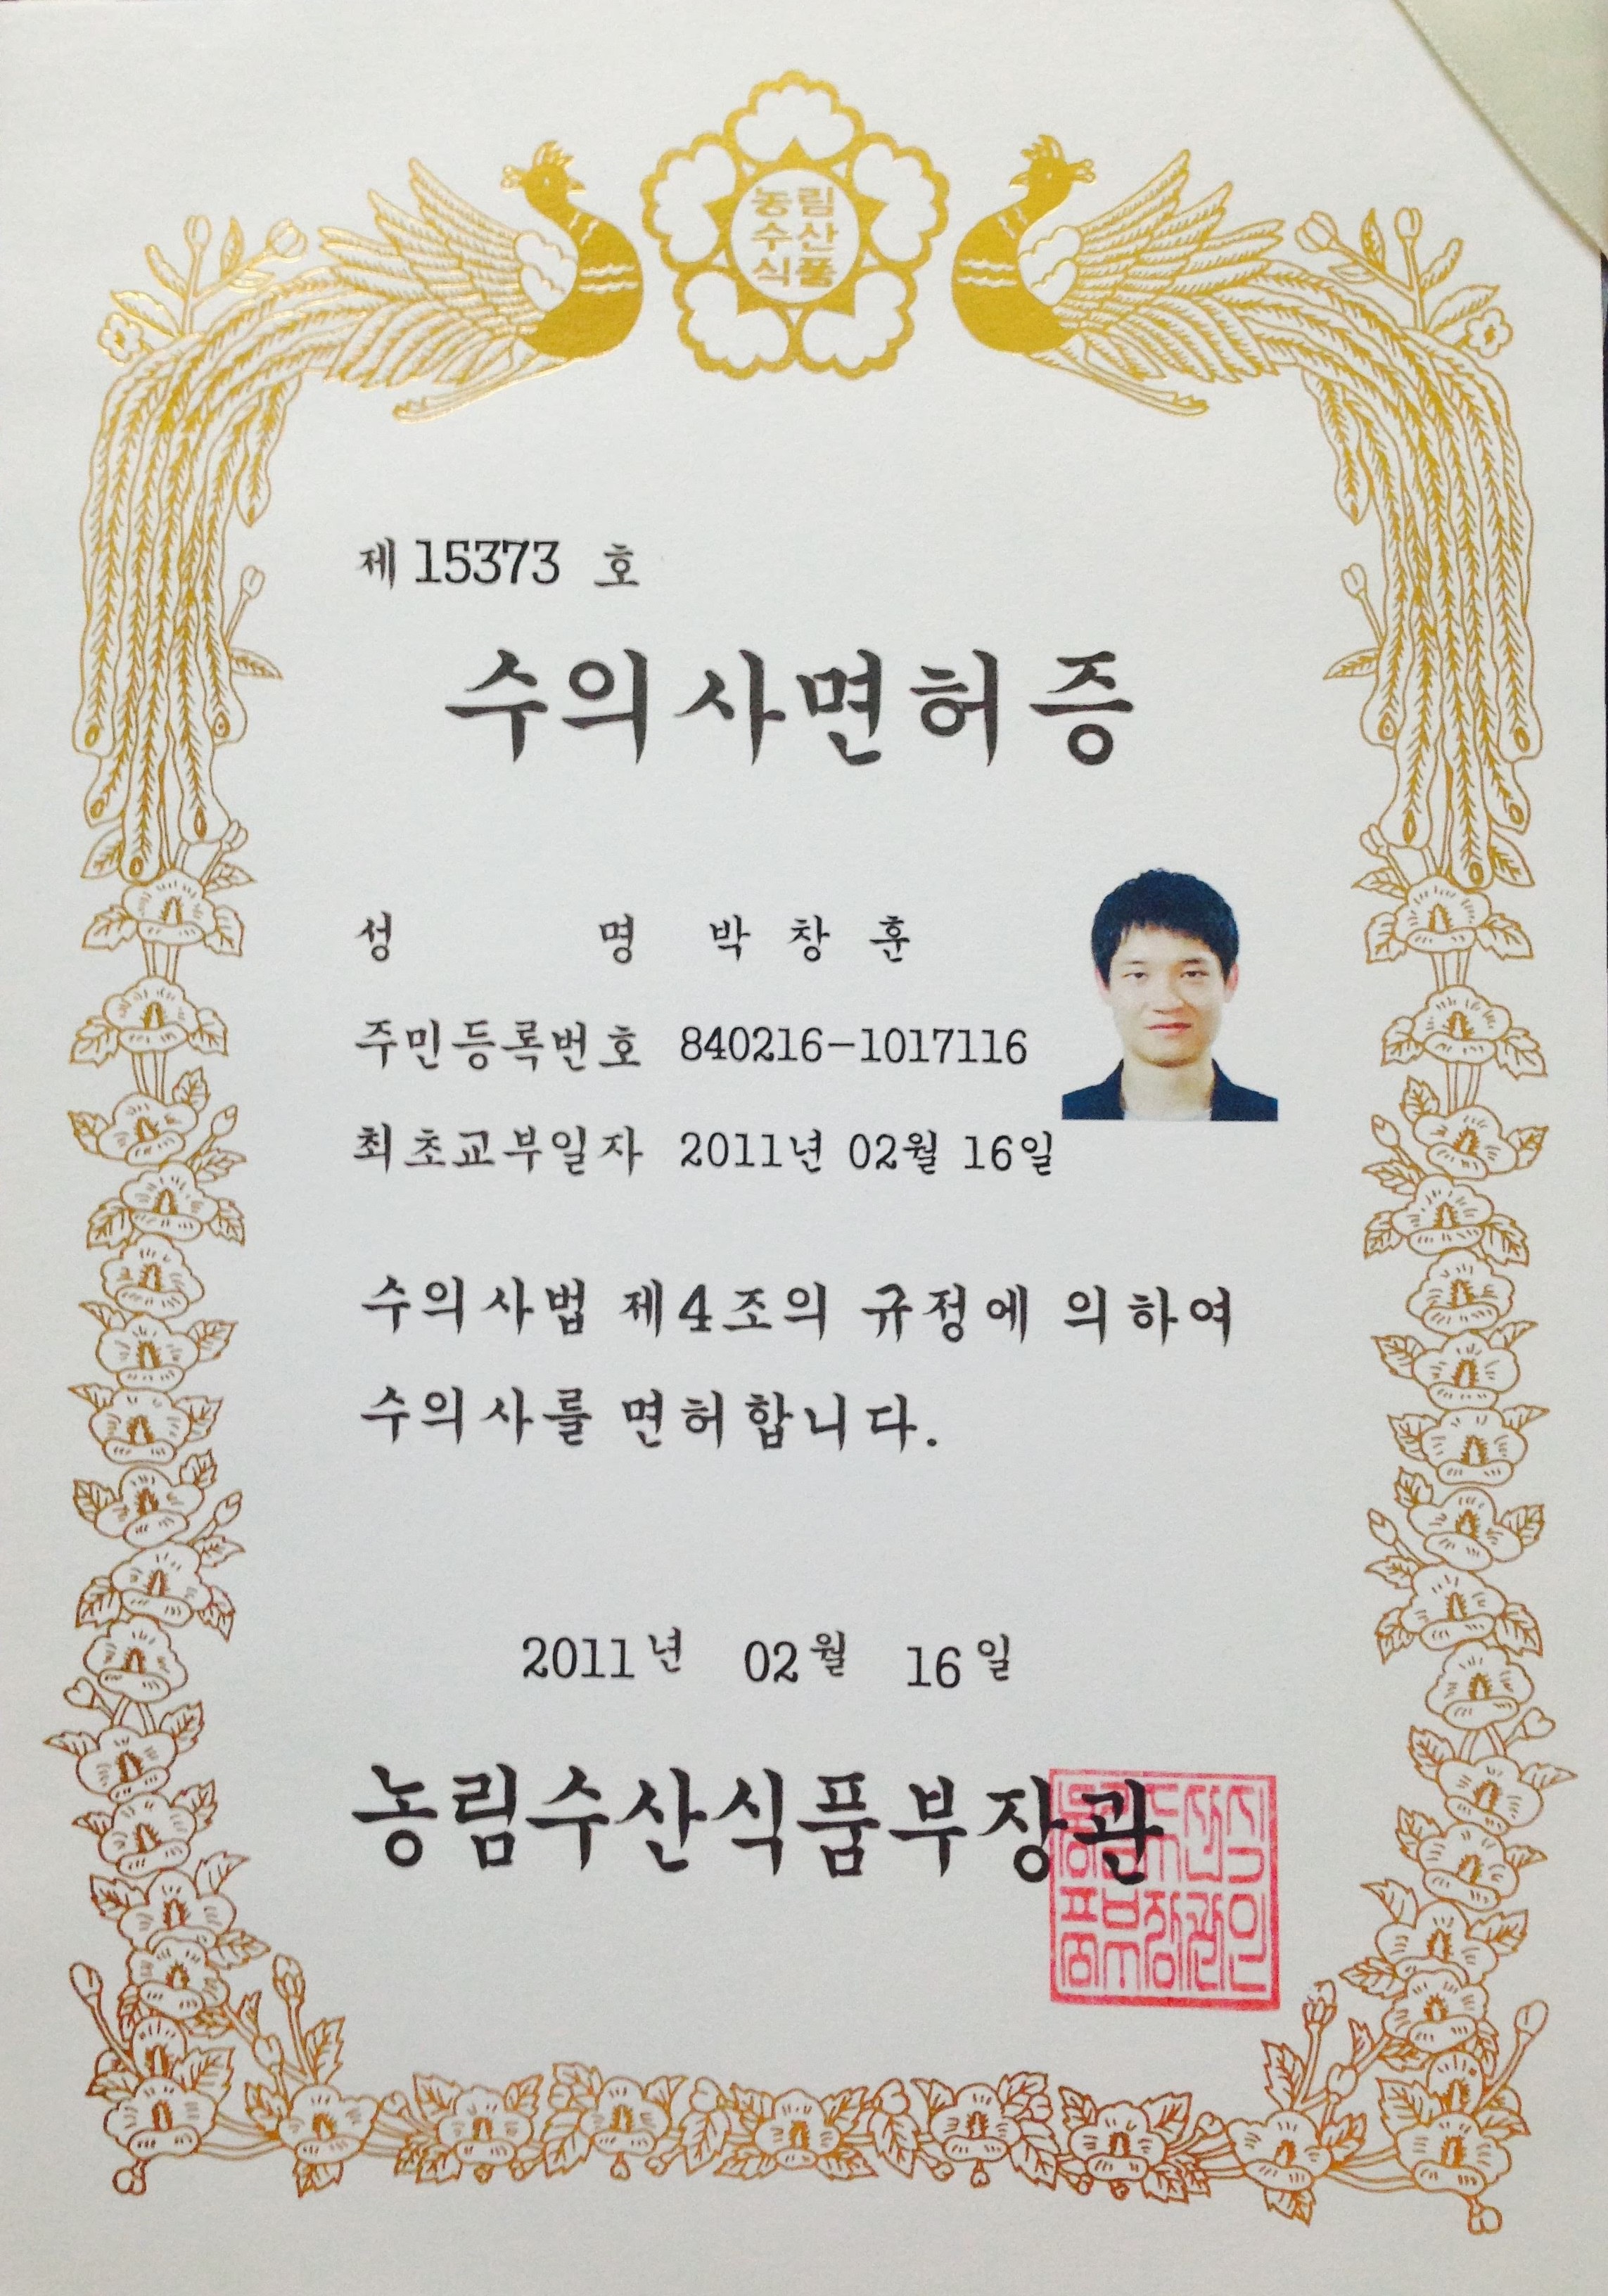 농림
수산
식품
제 15373 호
수의사면허증
성 명 박 창 훈
주민등록번호 840216-1017116
최초교부일자 2011년 02월 16일
수의사법 제4조의 규정에 의하여
수의사를 면허합니다.
2011년 02월 16일
농림수산식품부장관
농림수산식
품부장관인